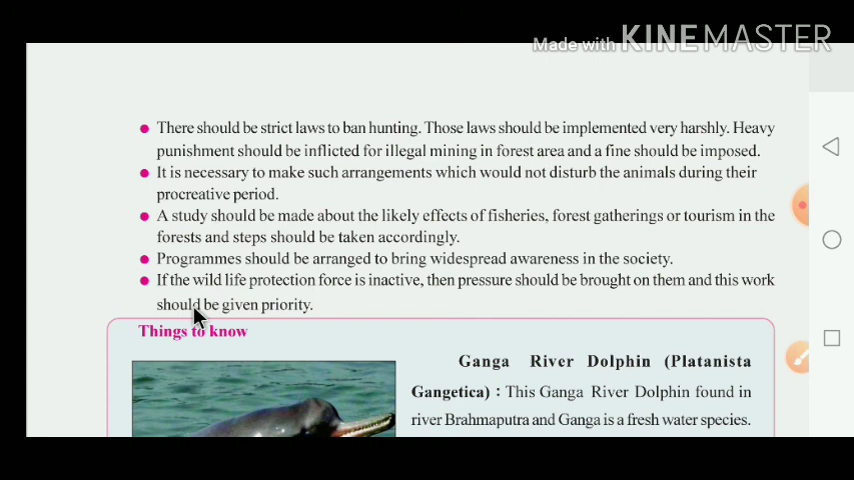 Made with KINEMASTER
● There should be strict laws to ban hunting. Those laws should be implemented very harshly. Heavy
punishment should be inflicted for illegal mining in forest area and a fine should be imposed.
● It is necessary to make such arrangements which would not disturb the animals during their
procreative period.
● A study should be made about the likely effects of fisheries, forest gatherings or tourism in the
forests and steps should be taken accordingly.
● Programmes should be arranged to bring widespread awareness in the society.
● If the wild life protection force is inactive, then pressure should be brought on them and this work
should be given priority.
Things to know
Ganga River Dolphin (Platanista
Gangetica) : This Ganga River Dolphin found in
river Brahmaputra and Ganga is a fresh water species.